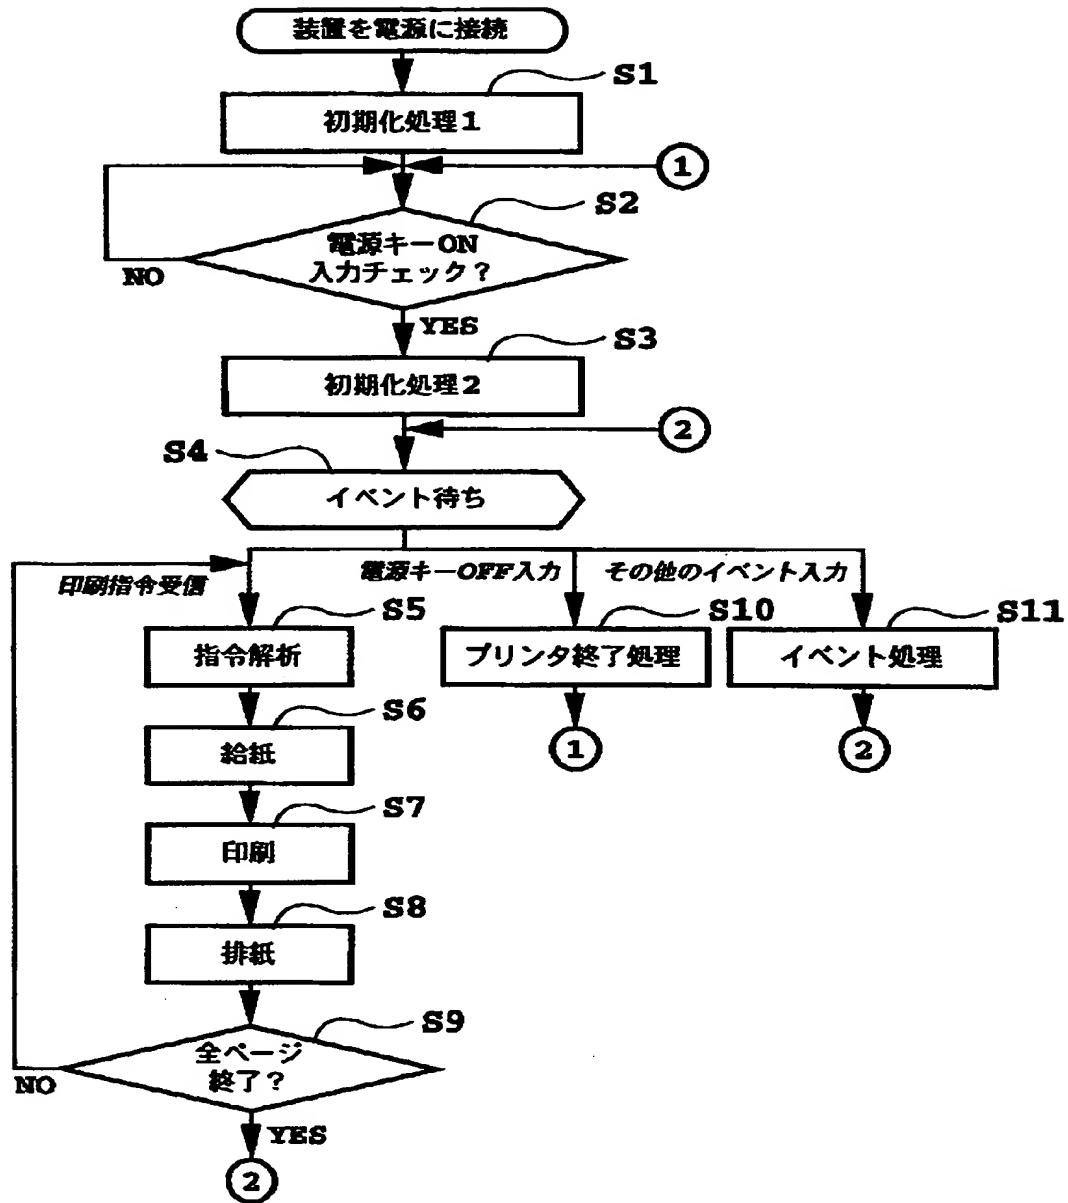 装置を電源に接続
S1
初期化処理1
①
S2
電源キーON
入力チェック?
NO
YES
S3
初期化処理2
②
S4
イベント待ち
印刷指令受信
電源キーOFF入力
その他のイベント入力
S5
指令解析
S10
プリンタ終了処理
S11
イベント処理
S6
給紙
①
②
S7
印刷
S8
排紙
S9
全ページ
終了?
NO
YES
②